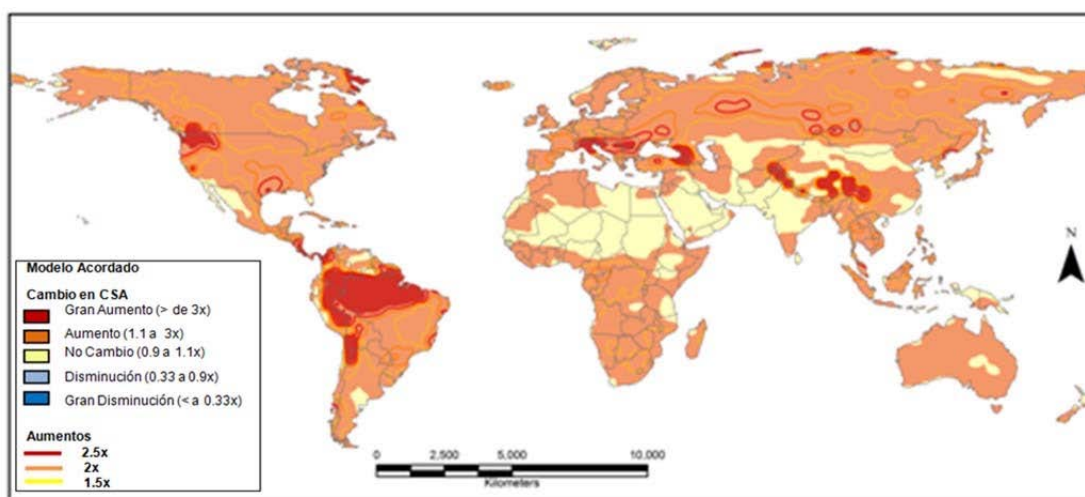 N
Modelo Acordado
Cambio en CSA
Gran Aumento (> de 3x)
Aumento (1.1 a 3x)
No Cambio (0.9 a 1.1x)
Disminución (0.33 a 0.9x)
Gran Disminución (< a 0.33x)
Aumentos
2.5x
2x
1.5x
0 2,500 5,000 10,000
Kilometers